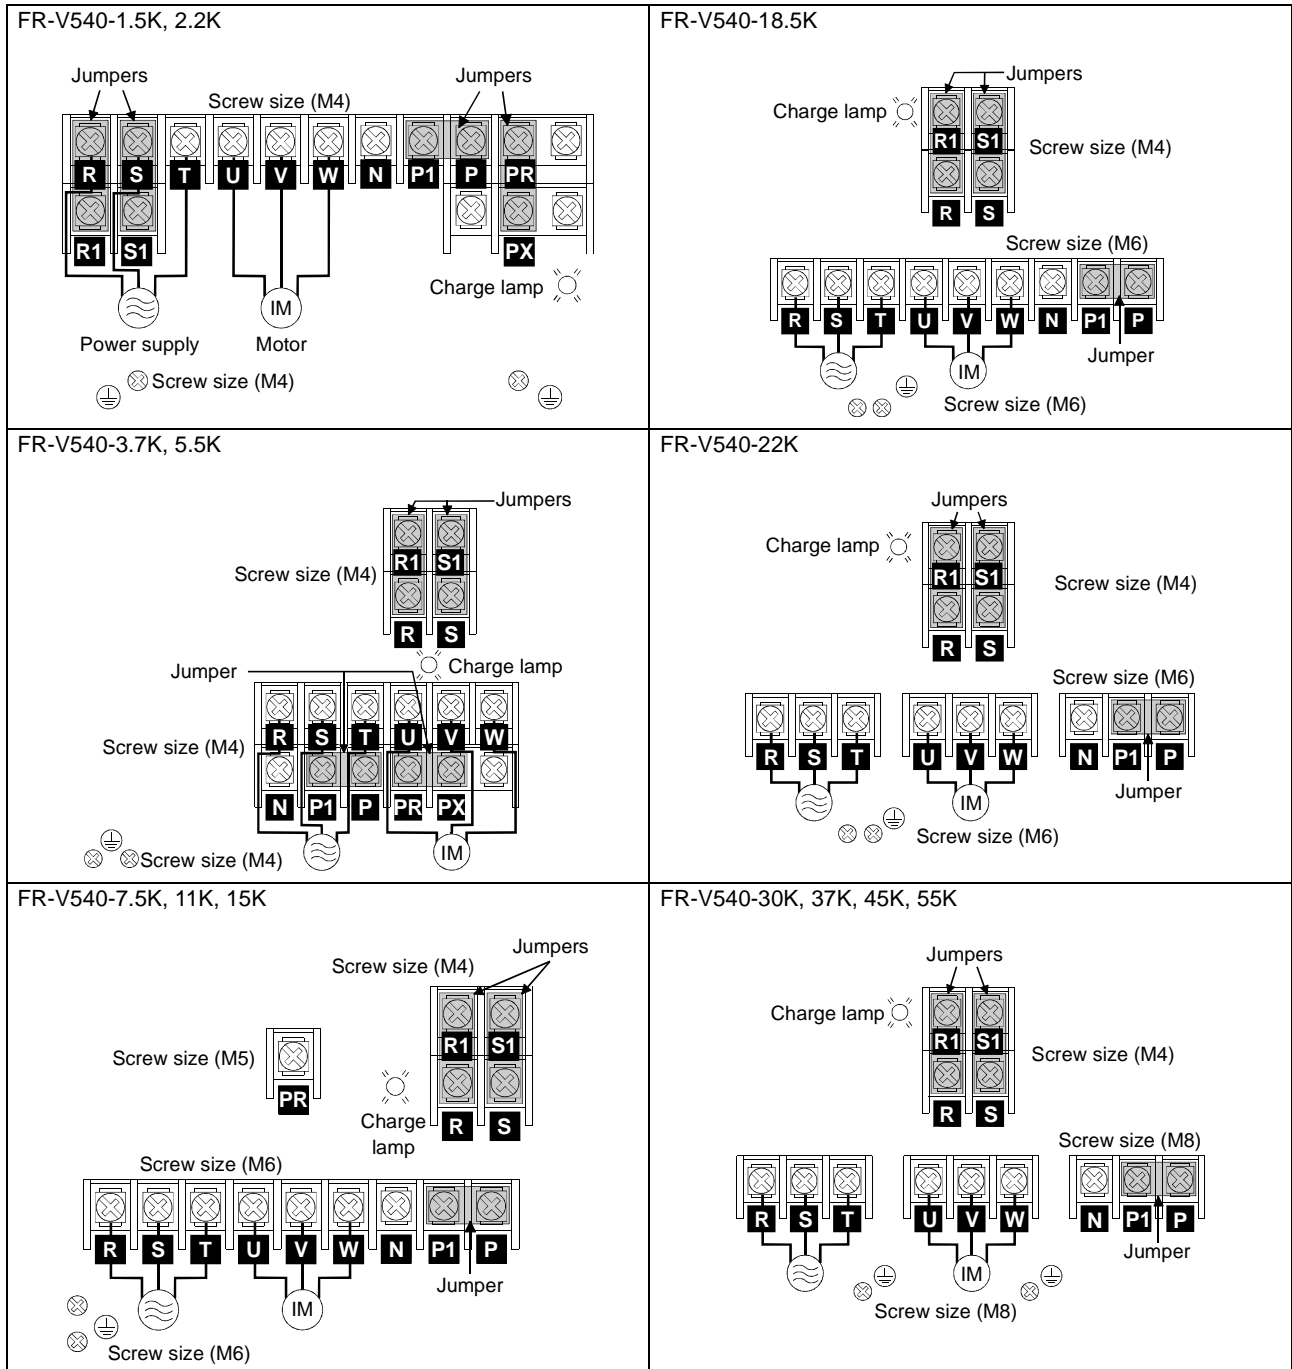 FR-V540-1.5K, 2.2K
Jumpers
Jumpers
Screw size (M4)
R S T U V W N P1 P PR
R1 S1
PX
Charge lamp
IM
Power supply
Motor
Screw size (M4)
FR-V540-18.5K
Jumpers
Charge lamp
R1 S1
Screw size (M4)
R S
Screw size (M6)
R S T U V W N P1 P
Jumper
IM
Screw size (M6)
FR-V540-3.7K, 5.5K
Jumpers
R1 S1
Screw size (M4)
R S
Jumper
Charge lamp
R S T U V W
Screw size (M4)
N P1 P PR PX
IM
Screw size (M4)
FR-V540-22K
Jumpers
Charge lamp
R1 S1
Screw size (M4)
R S
Screw size (M6)
R S T U V W N P1 P
Jumper
IM
Screw size (M6)
FR-V540-7.5K, 11K, 15K
Jumpers
Screw size (M4)
R1 S1
Screw size (M5)
PR
Charge
lamp
R S
Screw size (M6)
R S T U V W N P1 P
Jumper
IM
Screw size (M6)
FR-V540-30K, 37K, 45K, 55K
Jumpers
Charge lamp
R1 S1
Screw size (M4)
R S
Screw size (M8)
R S T U V W N P1 P
Jumper
IM
Screw size (M8)